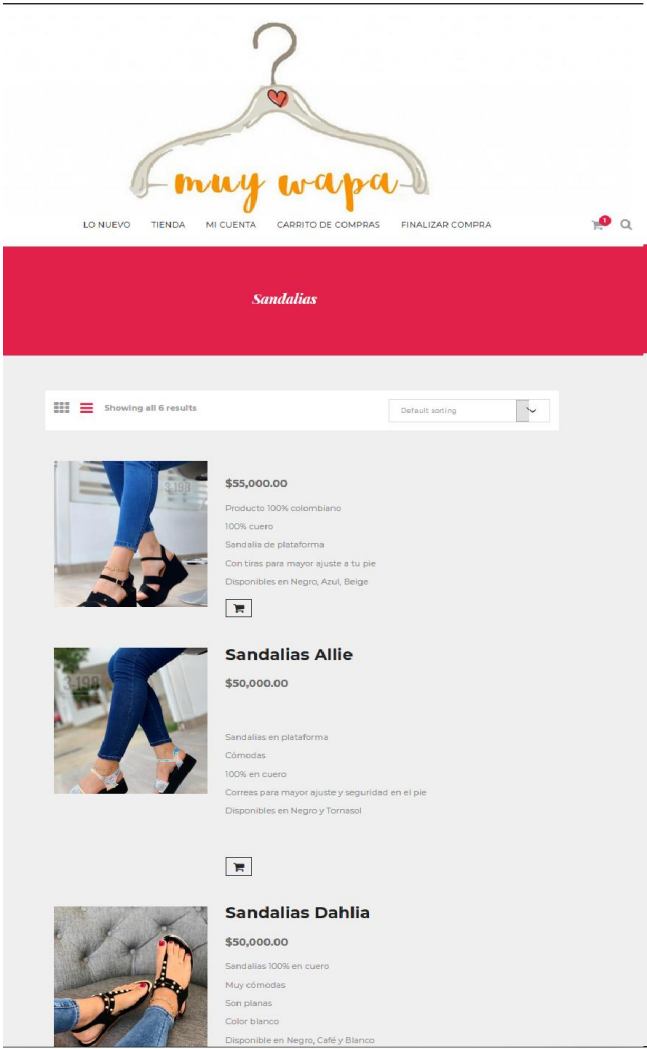 muy wapa
LO NUEVO TIENDA MI CUENTA CARRITO DE COMPRAS FINALIZAR COMPRA 1
Sandalias
Showing all 6 results Default sorting
3-198
$55,000.00
Producto 100% colombiano
100% cuero
Sandalia de plataforma
Con tiras para mayor ajuste a tu pie
Disponibles en Negro, Azul, Beige
3-198
Sandalias Allie
$50,000.00
Sandalias en plataforma
Cómodas
100% en cuero
Correas para mayor ajuste y seguridad en el pie
Disponibles en Negro y Tornasol
Sandalias Dahlia
$50,000.00
Sandalias 100% en cuero
Muy cómodas
Son planas
Color blanco
Disponible en Negro, Café y Blanco